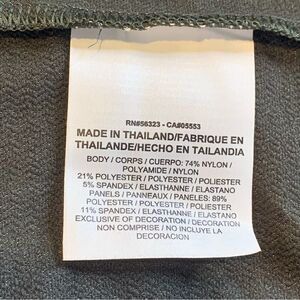 RN#56323 - CA#05553
MADE IN THAILAND/FABRIQUE EN
THAILANDE/HECHO EN TAILANDIA
BODY / CORPS / CUERPO: 74% NYLON /
POLYAMIDE / NYLON
21% POLYESTER / POLYESTER / POLIESTER
5% SPANDEX / ELASTHANNE / ELASTANO
PANELS / PANNEAUX / PANELES: 89%
POLYESTER / POLYESTER / POLIESTER
11% SPANDEX / ELASTHANNE / ELASTANO
EXCLUSIVE OF DECORATION / DECORATION
NON COMPRISE / NO INCLUYE LA
DECORACION